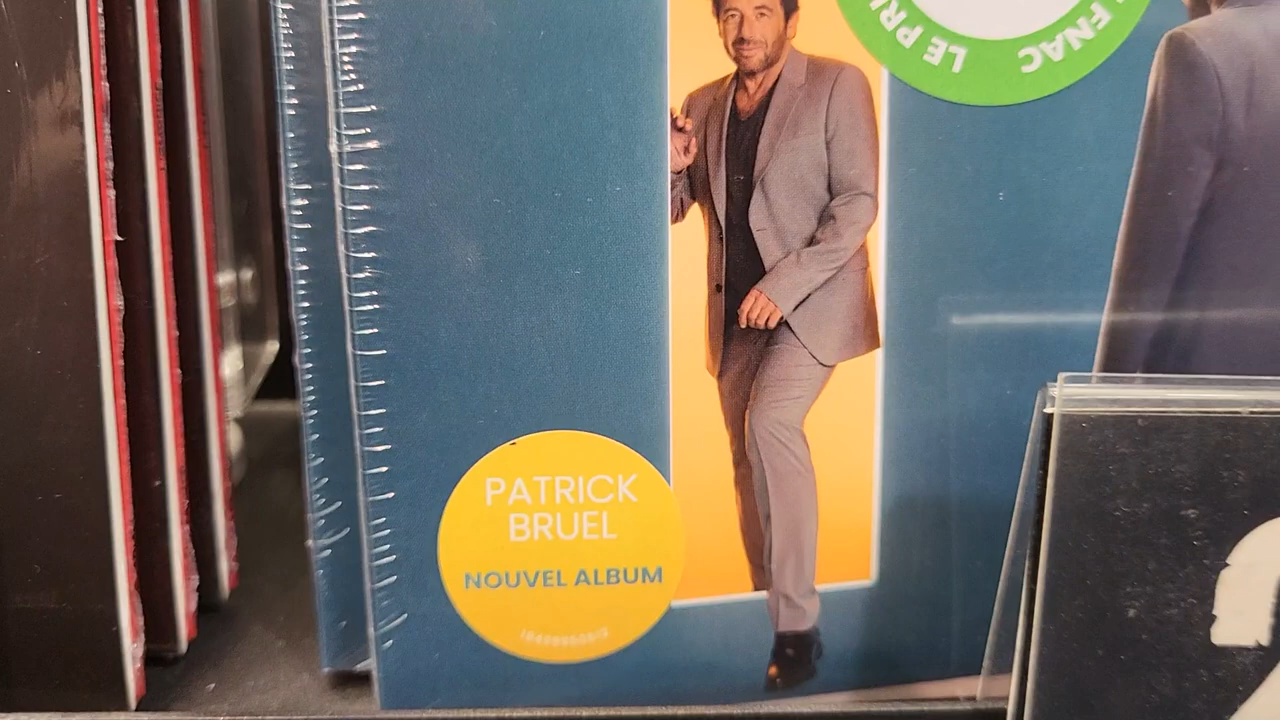 LE PRI
FNAC
PATRICK
BRUEL
NOUVEL ALBUM